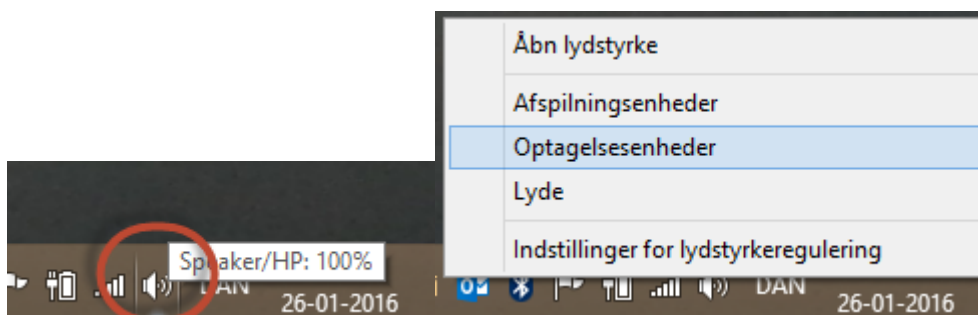 Speaker/HP: 100%
DAN
26-01-2016
Åbn lydstyrke
Afspilningsenheder
Optagelsesenheder
Lyde
Indstillinger for lydstyrkeregulering
DAN
26-01-2016